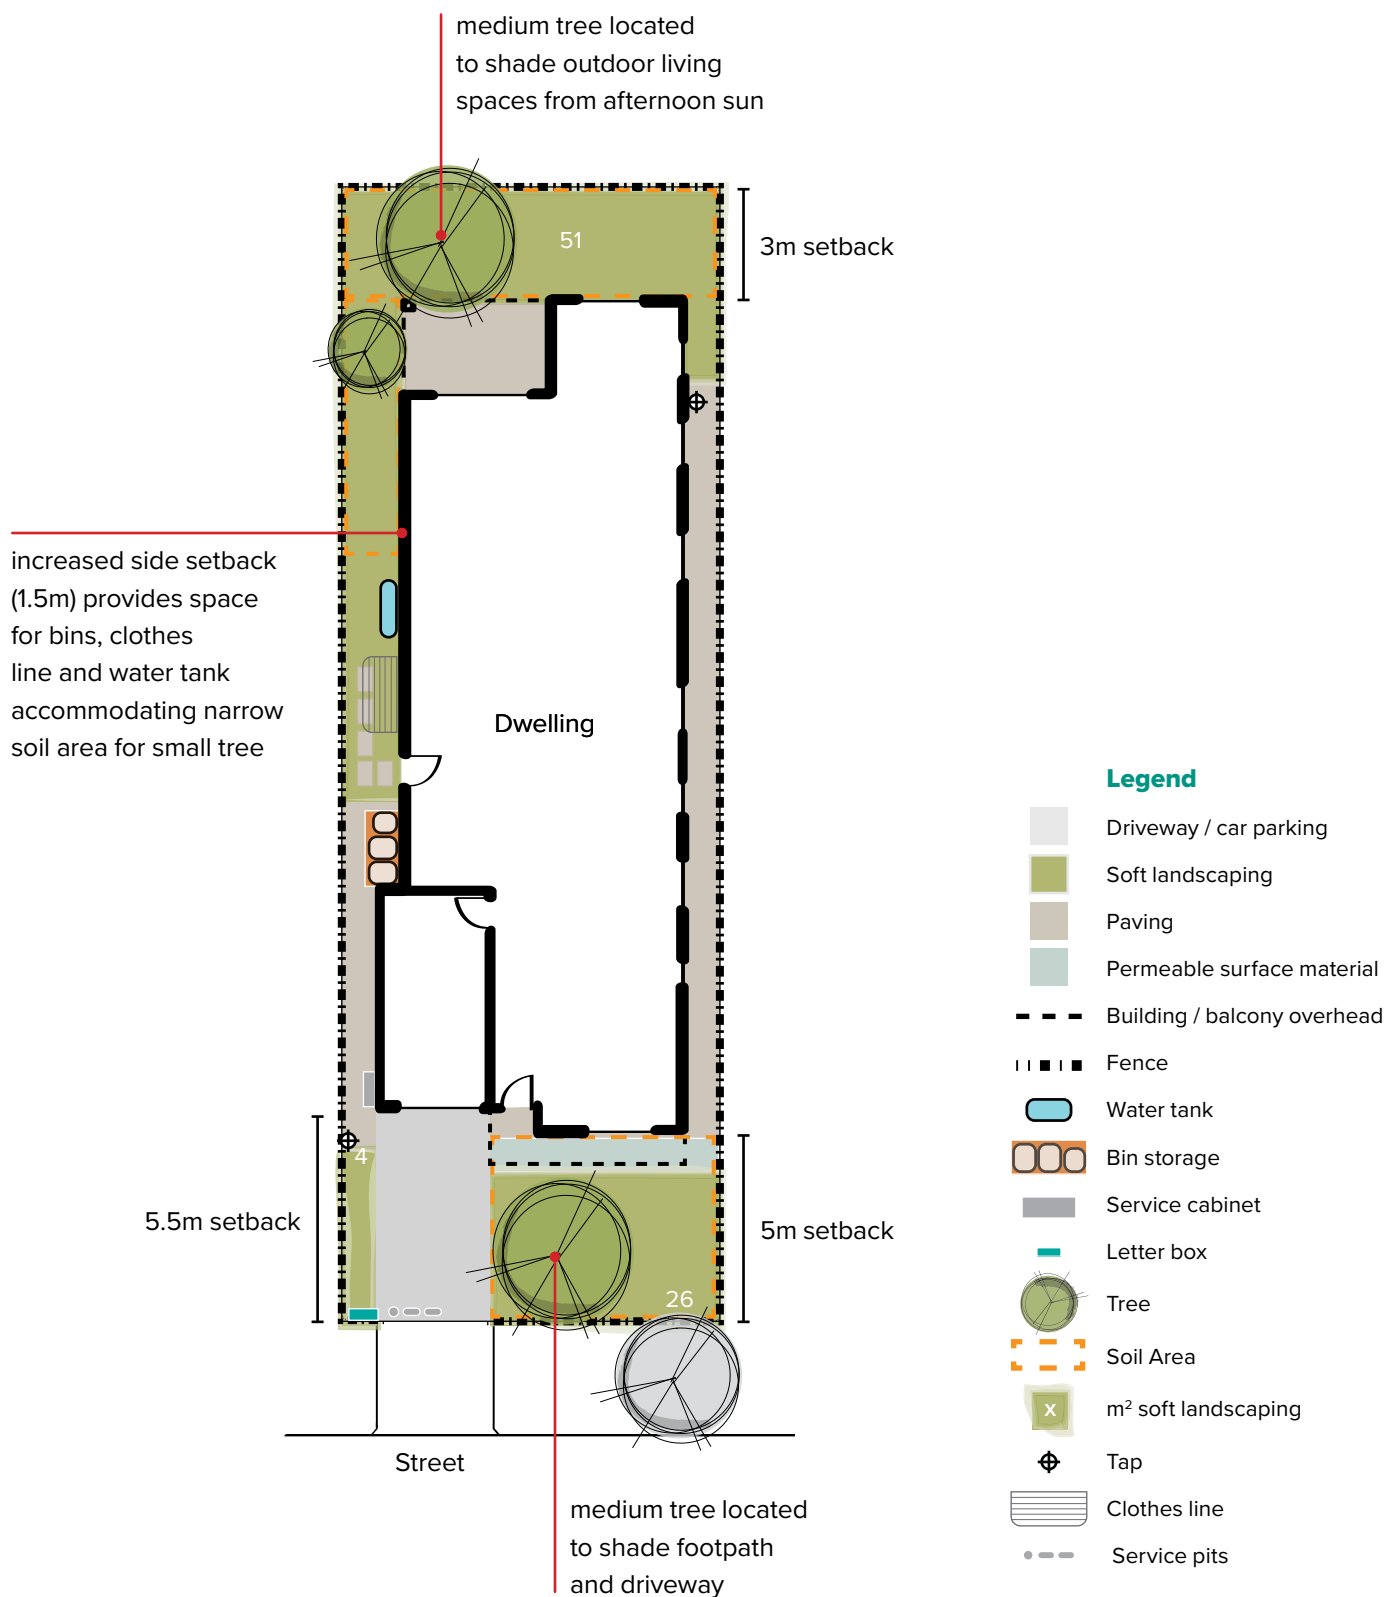 medium tree located
to shade outdoor living
spaces from afternoon sun
51
3m setback
increased side setback
(1.5m) provides space
for bins, clothes
line and water tank
accommodating narrow
soil area for small tree
Dwelling
4
5.5m setback
5m setback
26
Street
medium tree located
to shade footpath
and driveway
Legend
Driveway / car parking
Soft landscaping
Paving
Permeable surface material
Building / balcony overhead
Fence
Water tank
Bin storage
Service cabinet
Letter box
Tree
Soil Area
X
m² soft landscaping
Tap
Clothes line
Service pits